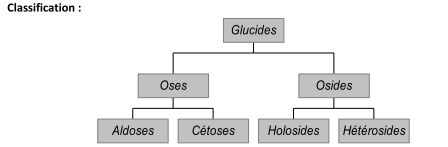 Classification :
Glucides
Oses Osides
Aldoses Cétoses Holosides Hétérosides